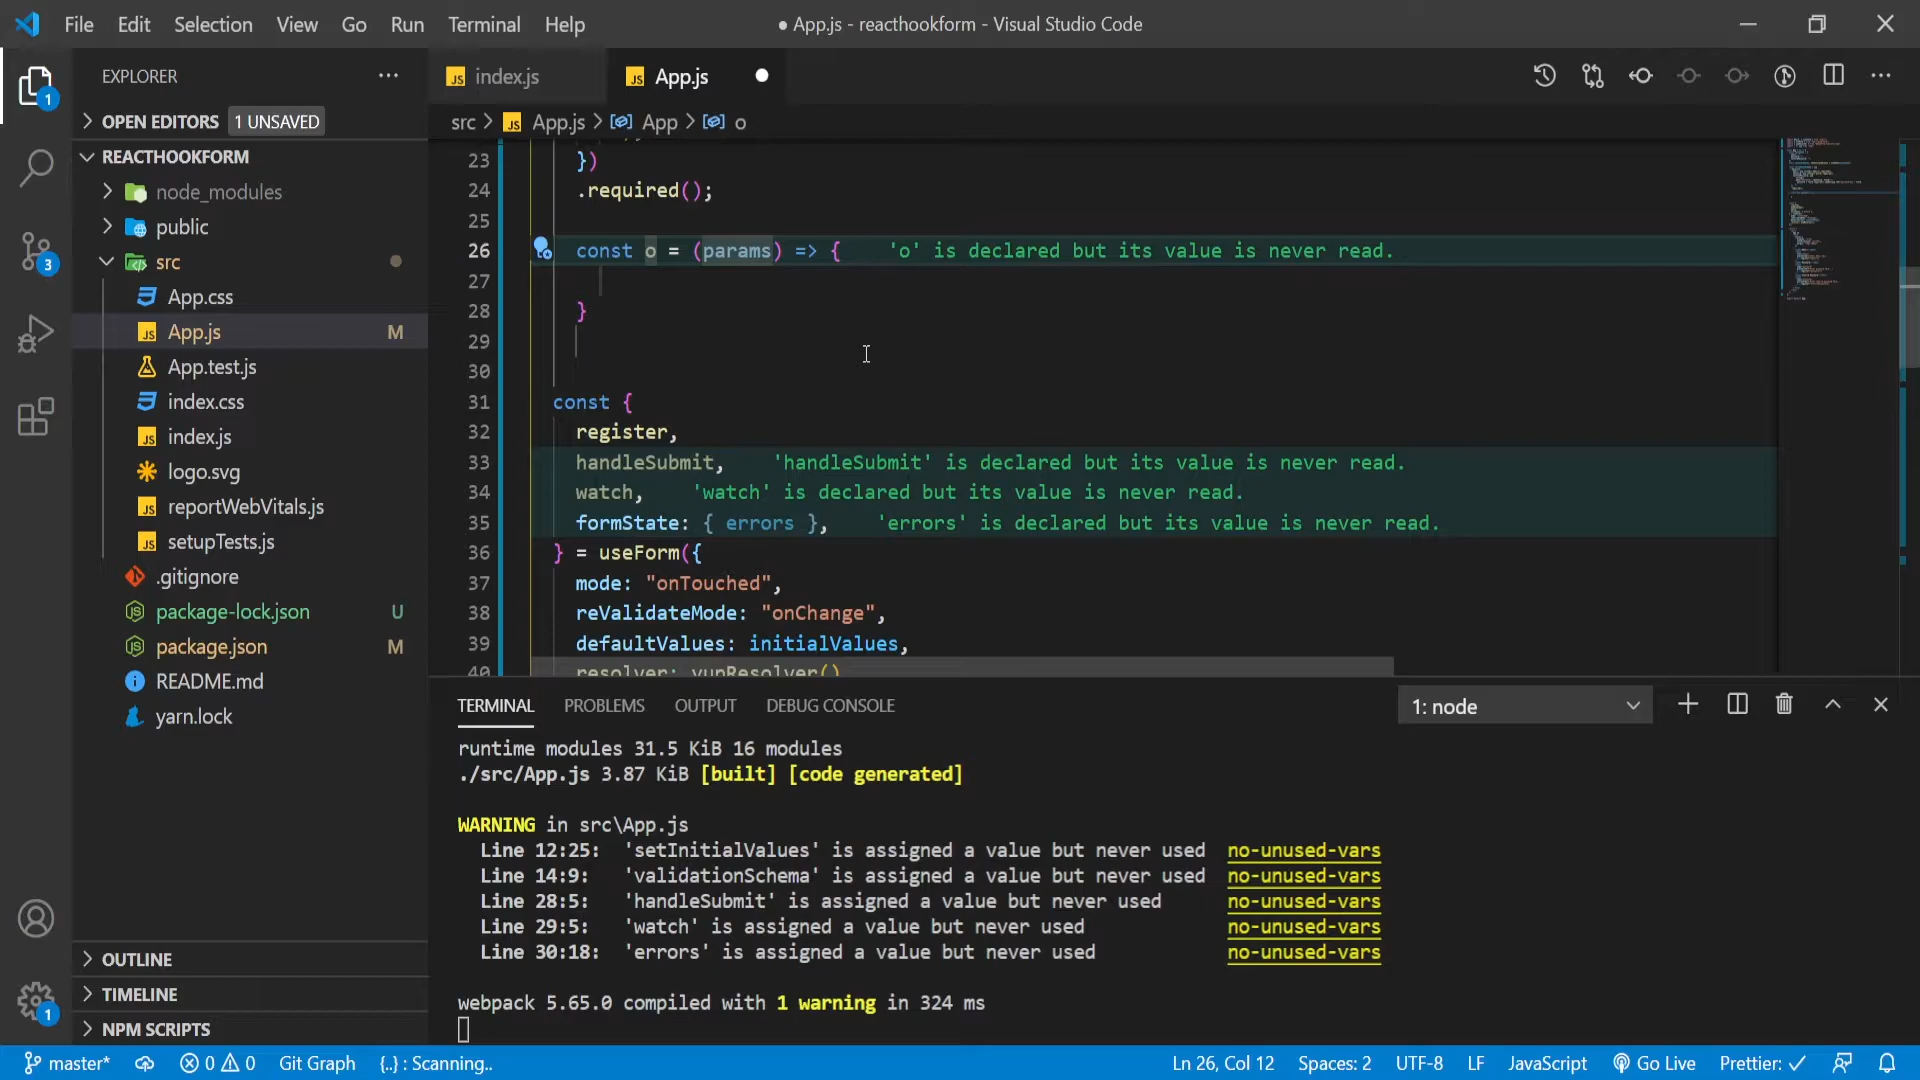 File Edit Selection View Go Run Terminal Help
● App.js - reacthookform - Visual Studio Code
EXPLORER
OPEN EDITORS 1 UNSAVED
REACTHOOKFORM
node_modules
public
src
App.css
App.js M
App.test.js
index.css
index.js
logo.svg
reportWebVitals.js
setupTests.js
.gitignore
package-lock.json U
package.json M
README.md
yarn.lock
OUTLINE
TIMELINE
NPM SCRIPTS
1
3
1
JS index.js
JS App.js
src > JS App.js > App > o
23 })
24 .required();
25
26 const o = (params) => { 'o' is declared but its value is never read.
27
28 }
29
30
31 const {
32 register,
33 handleSubmit, 'handleSubmit' is declared but its value is never read.
34 watch, 'watch' is declared but its value is never read.
35 formState: { errors }, 'errors' is declared but its value is never read.
36 } = useForm({
37 mode: "onTouched",
38 reValidateMode: "onChange",
39 defaultValues: initialValues,
40 resolver: yupResolver()
TERMINAL PROBLEMS OUTPUT DEBUG CONSOLE
1: node
runtime modules 31.5 KiB 16 modules
./src/App.js 3.87 KiB [built] [code generated]
WARNING in src\App.js
Line 12:25: 'setInitialValues' is assigned a value but never used no-unused-vars
Line 14:9: 'validationSchema' is assigned a value but never used no-unused-vars
Line 28:5: 'handleSubmit' is assigned a value but never used no-unused-vars
Line 29:5: 'watch' is assigned a value but never used no-unused-vars
Line 30:18: 'errors' is assigned a value but never used no-unused-vars
webpack 5.65.0 compiled with 1 warning in 324 ms
master* 0 0 Git Graph {..} : Scanning..
Ln 26, Col 12 Spaces: 2 UTF-8 LF JavaScript Go Live Prettier: ✓